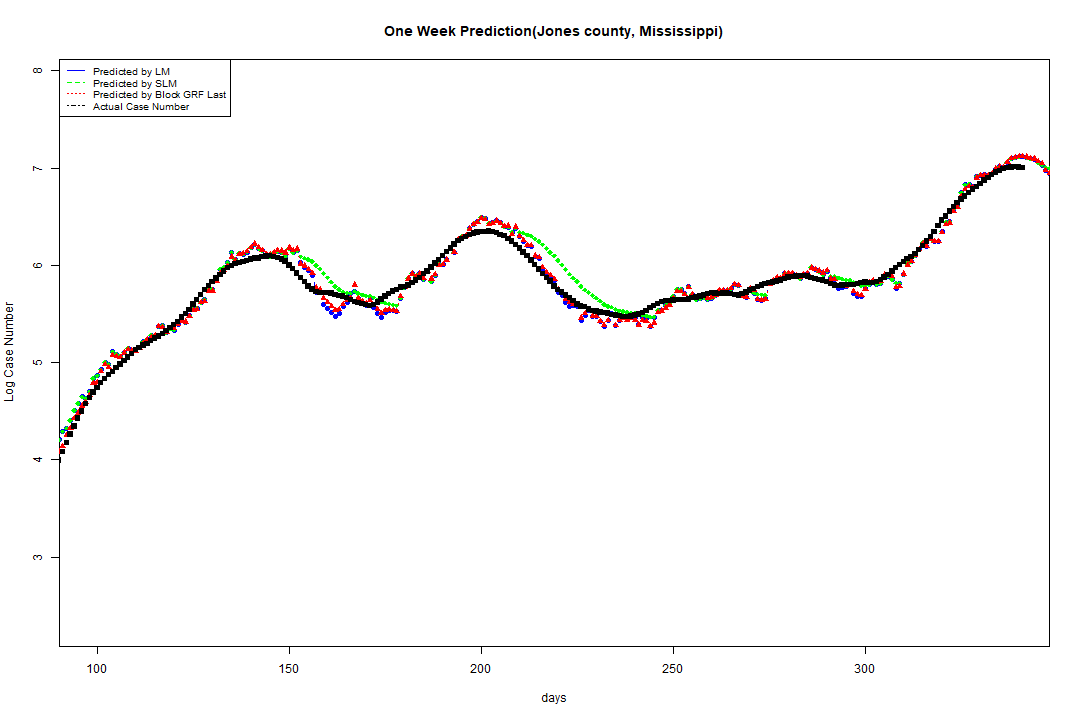 One Week Prediction(Jones county, Mississippi)
Predicted by LM
Predicted by SLM
Predicted by Block GRF Last
Actual Case Number
8
7
6
5
4
3
Log Case Number
100 150 200 250 300
days